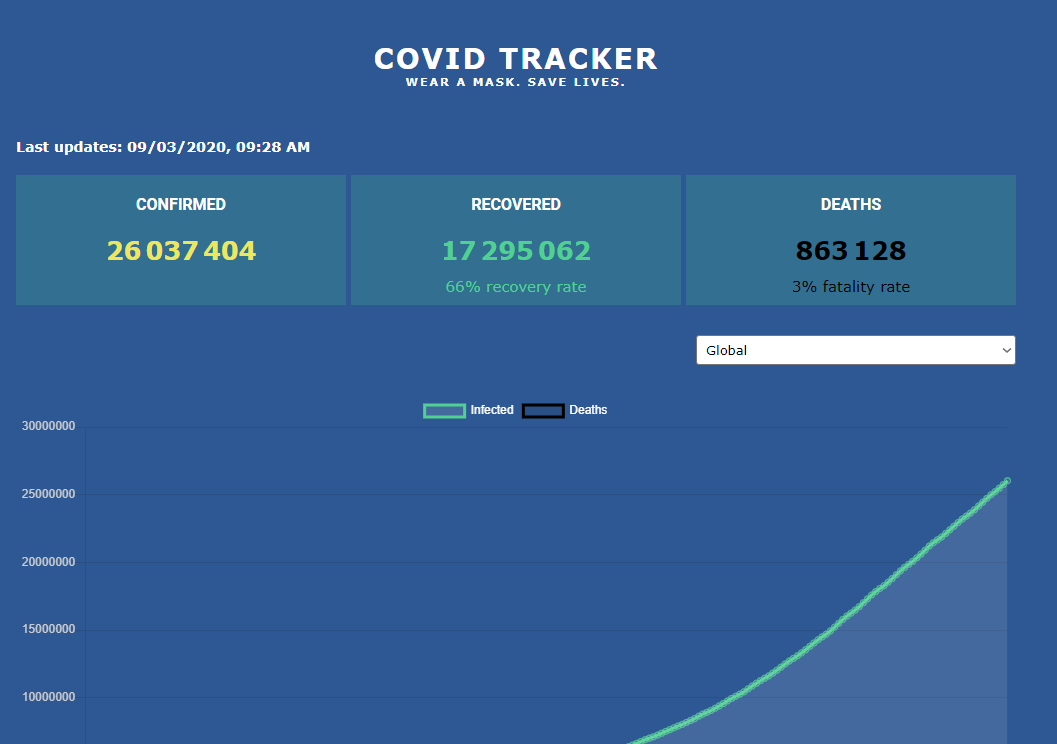 COVID TRACKER
WEAR A MASK. SAVE LIVES.
Last updates: 09/03/2020, 09:28 AM
CONFIRMED
26 037 404
RECOVERED
17 295 062
66% recovery rate
DEATHS
863 128
3% fatality rate
Global
Infected Deaths
30000000
25000000
20000000
15000000
10000000